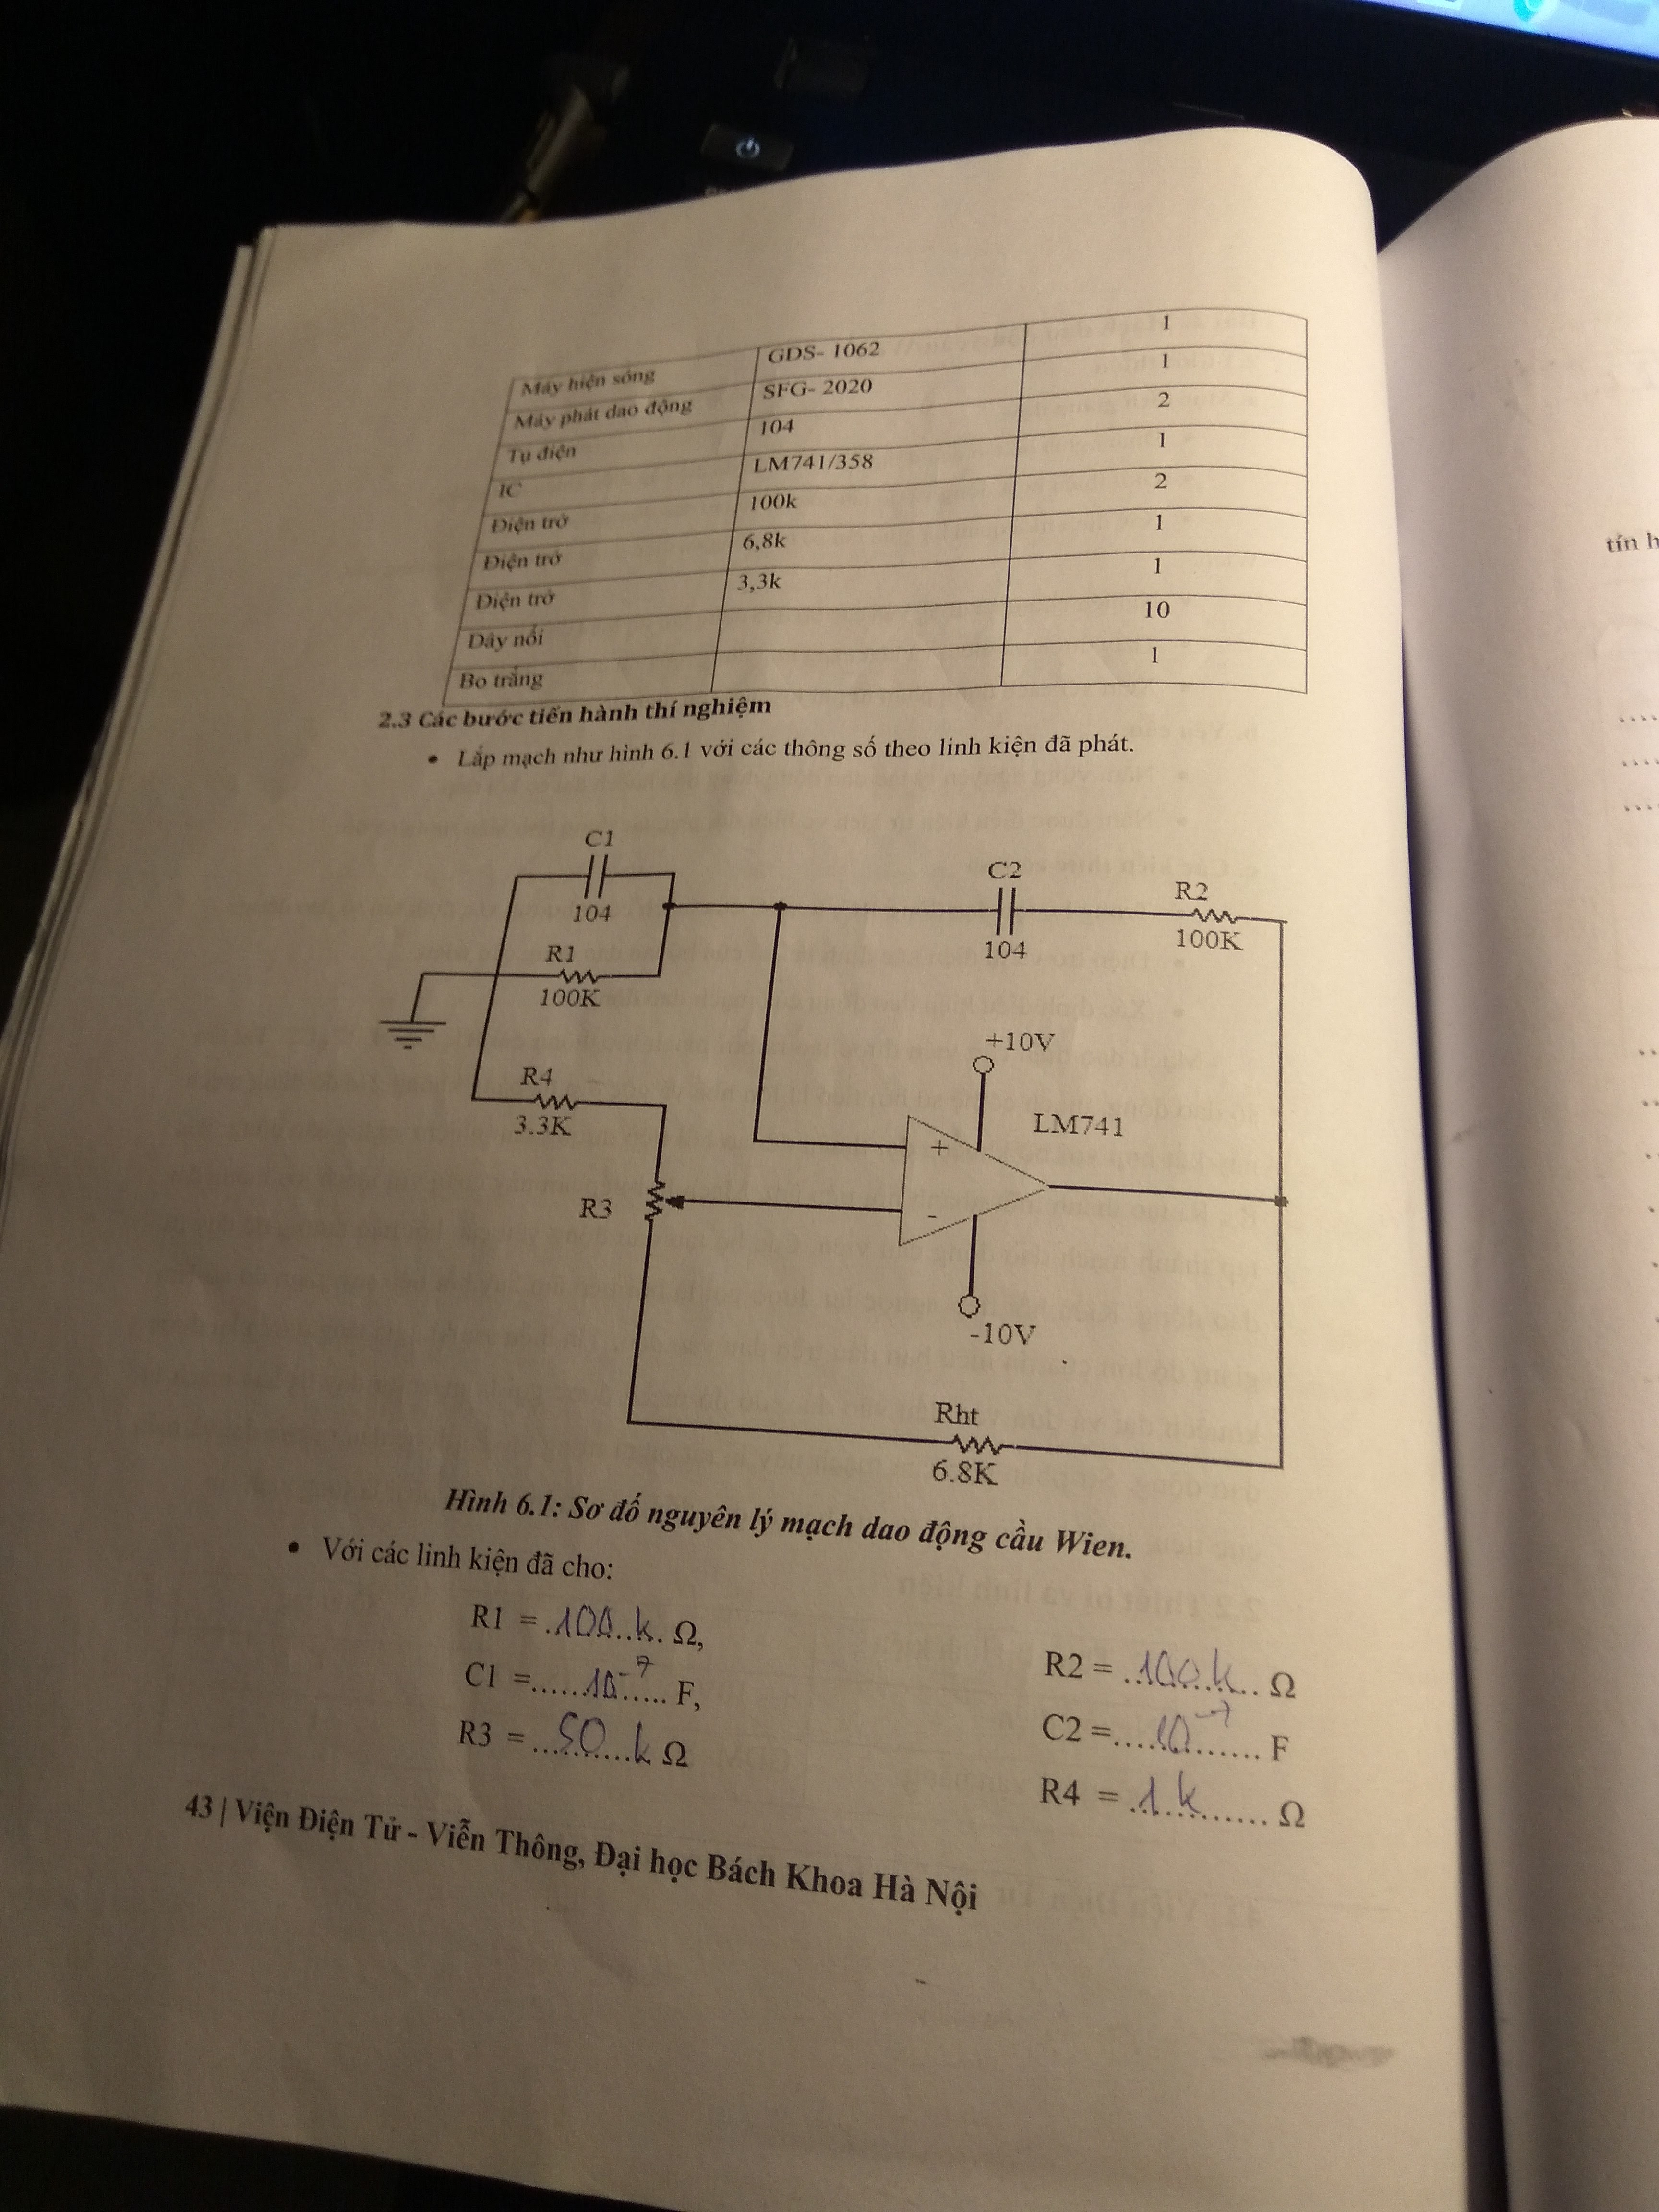 Máy hiện sóng GDS- 1062 1
Máy phát dao động SFG- 2020 1
Tụ điện 104 2
IC LM741/358 1
Điện trở 100k 2
Điện trở 6,8k 1
Điện trở 3,3k 1
Dây nối 10
Bo trắng 1
2.3 Các bước tiến hành thí nghiệm
• Lắp mạch như hình 6.1 với các thông số theo linh kiện đã phát.
C1
104
C2
104
R2
100K
R1
100K
+10V
R4
3.3K
LM741
+
R3
-
-10V
Rht
6.8K
Hình 6.1: Sơ đồ nguyên lý mạch dao động cầu Wien.
• Với các linh kiện đã cho:
R1 = .100..k. Ω,
R2 = ..100k.. Ω
C1 =......10⁻⁷..... F,
C2 =.....10⁻⁷....... F
R3 = ...50....k Ω
R4 = ..1k......... Ω
43 | Viện Điện Tử - Viễn Thông, Đại học Bách Khoa Hà Nội
tín h